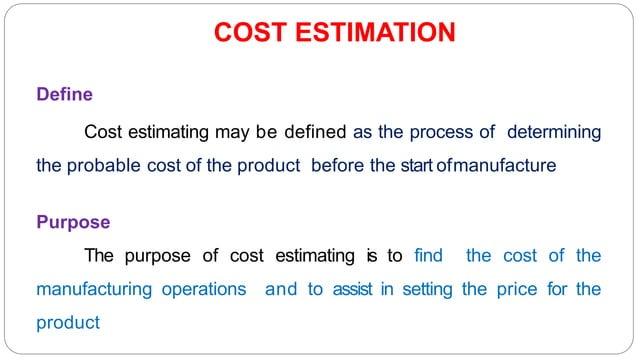 COST ESTIMATION
Define
Cost estimating may be defined as the process of determining
the probable cost of the product before the start ofmanufacture
Purpose
The purpose of cost estimating is to find the cost of the
manufacturing operations and to assist in setting the price for the
product